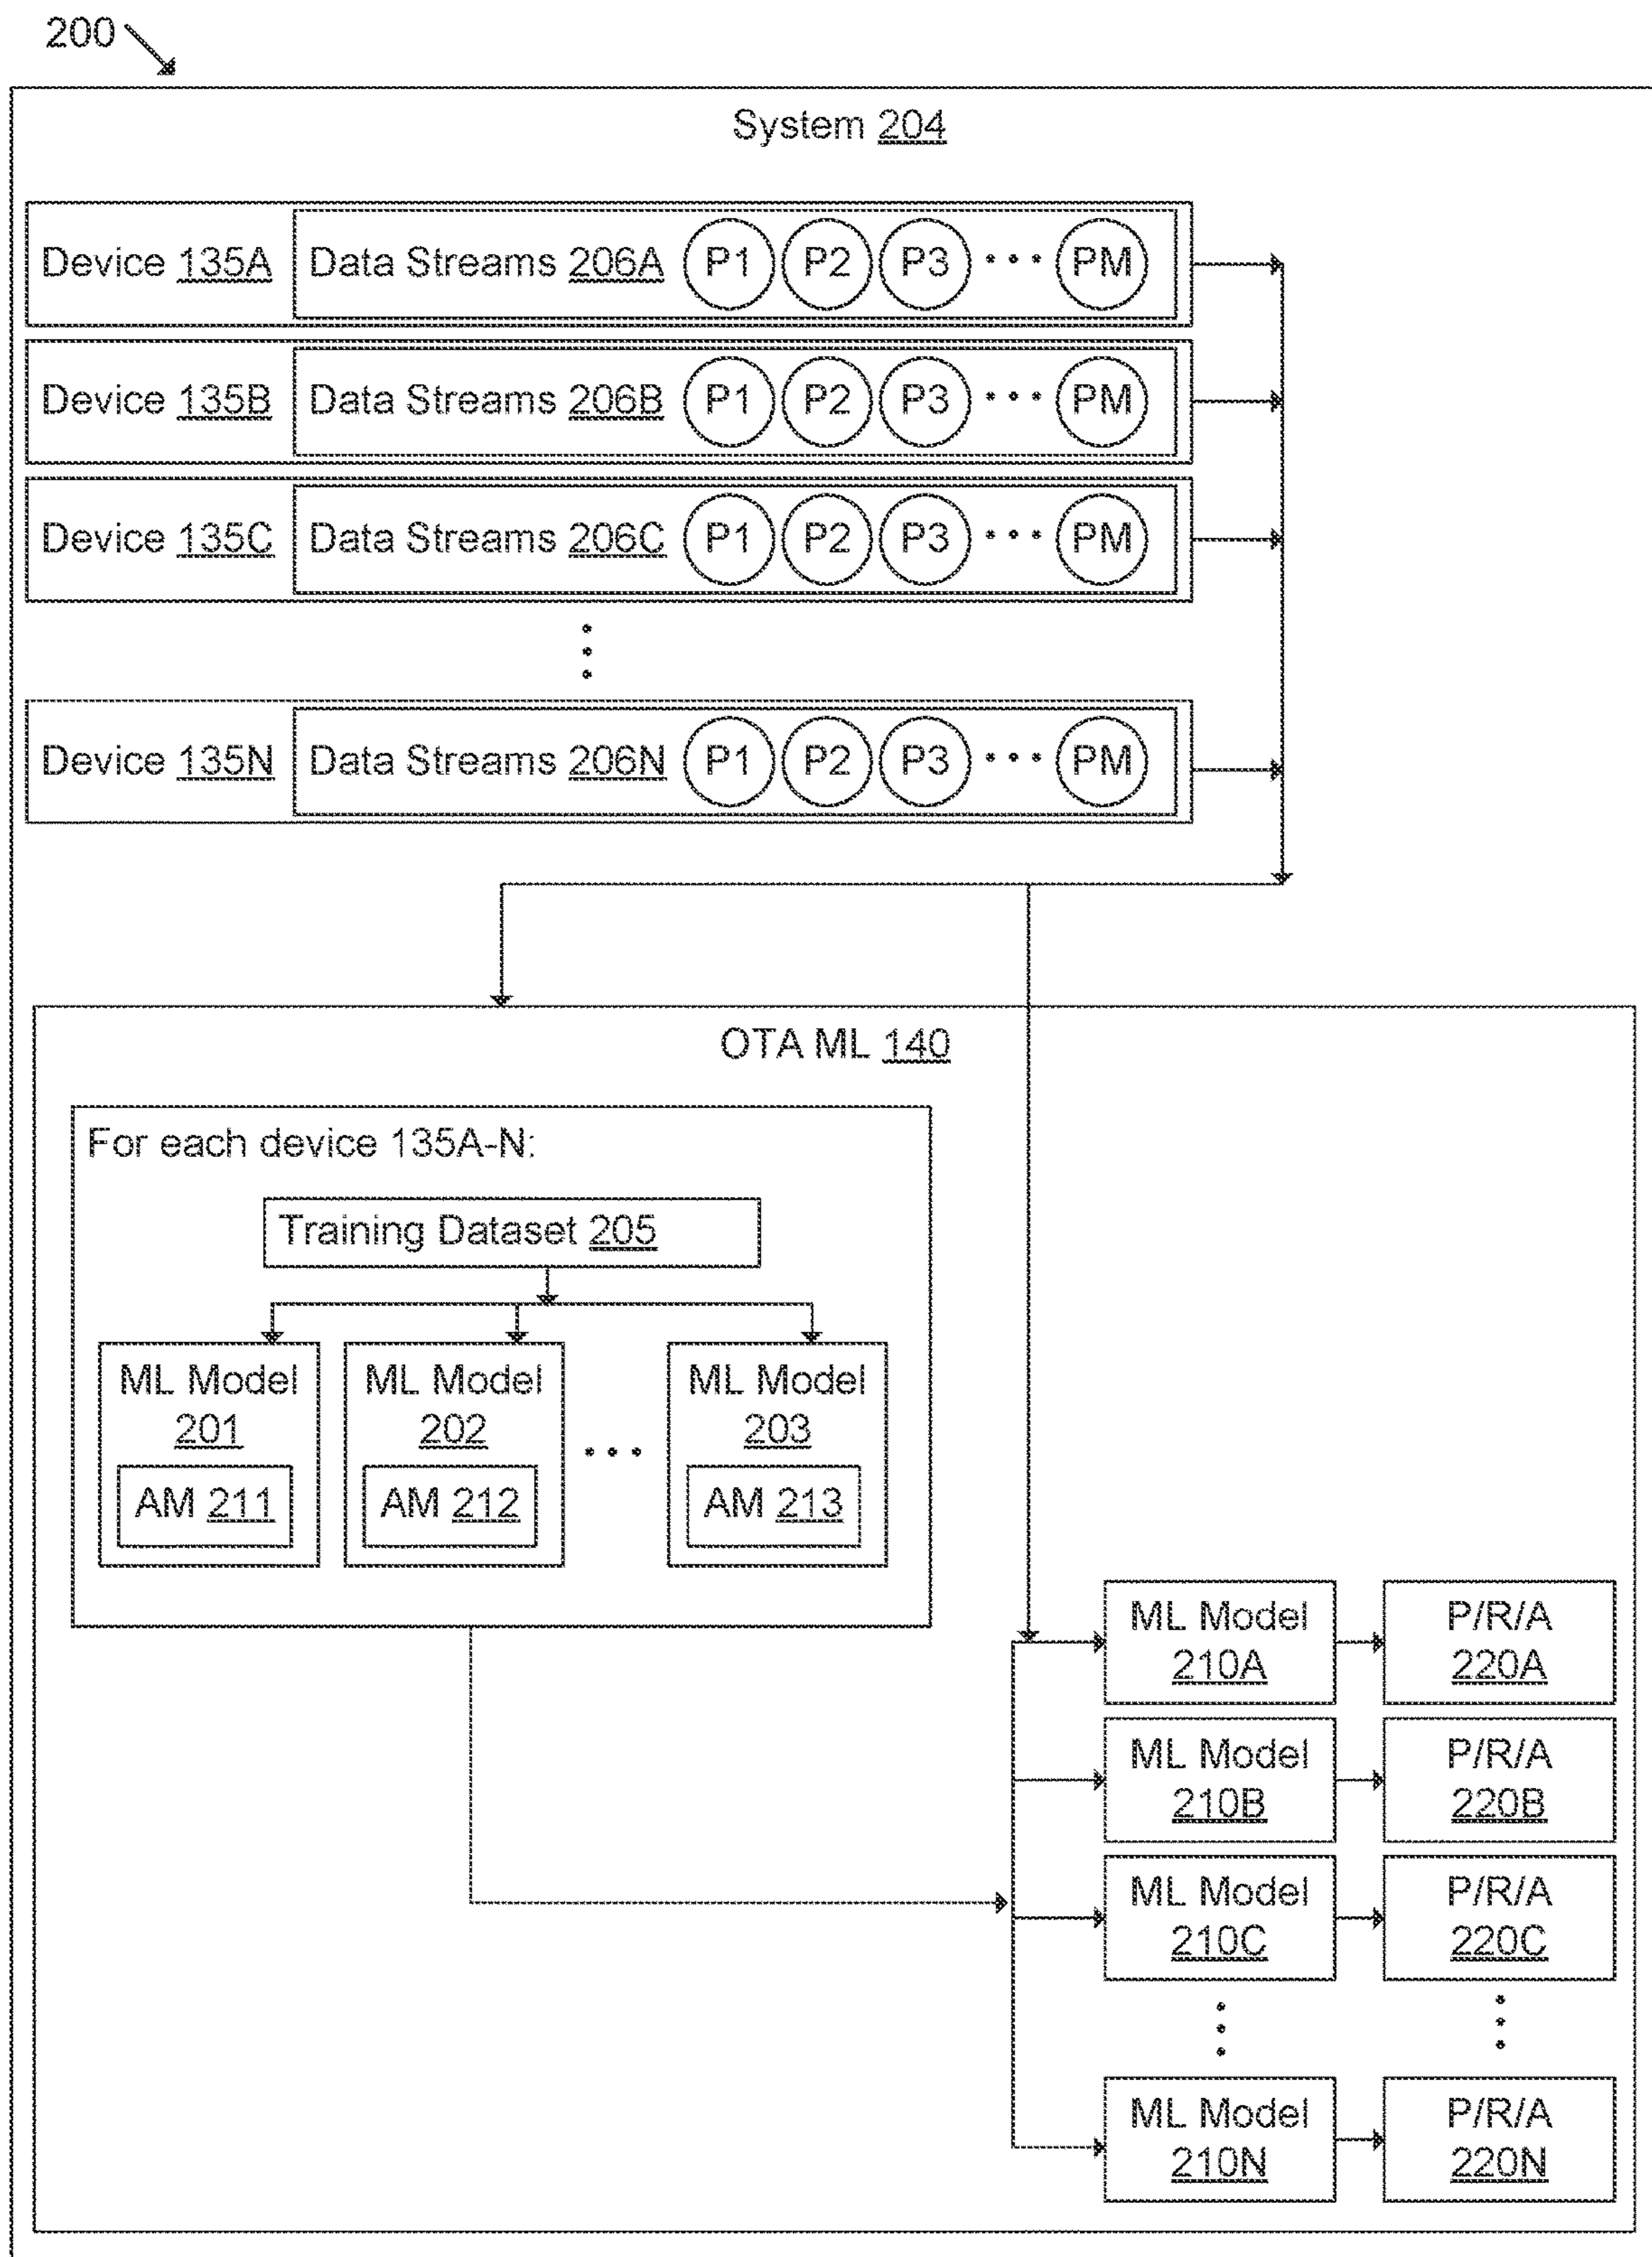 200
System 204
Device 135A Data Streams 206A P1 P2 P3 ... PM
Device 135B Data Streams 206B P1 P2 P3 ... PM
Device 135C Data Streams 206C P1 P2 P3 ... PM
Device 135N Data Streams 206N P1 P2 P3 ... PM
OTA ML 140
For each device 135A-N:
Training Dataset 205
ML Model
201
AM 211
ML Model
202
AM 212
...
ML Model
203
AM 213
ML Model
210A
P/R/A
220A
ML Model
210B
P/R/A
220B
ML Model
210C
P/R/A
220C
ML Model
210N
P/R/A
220N